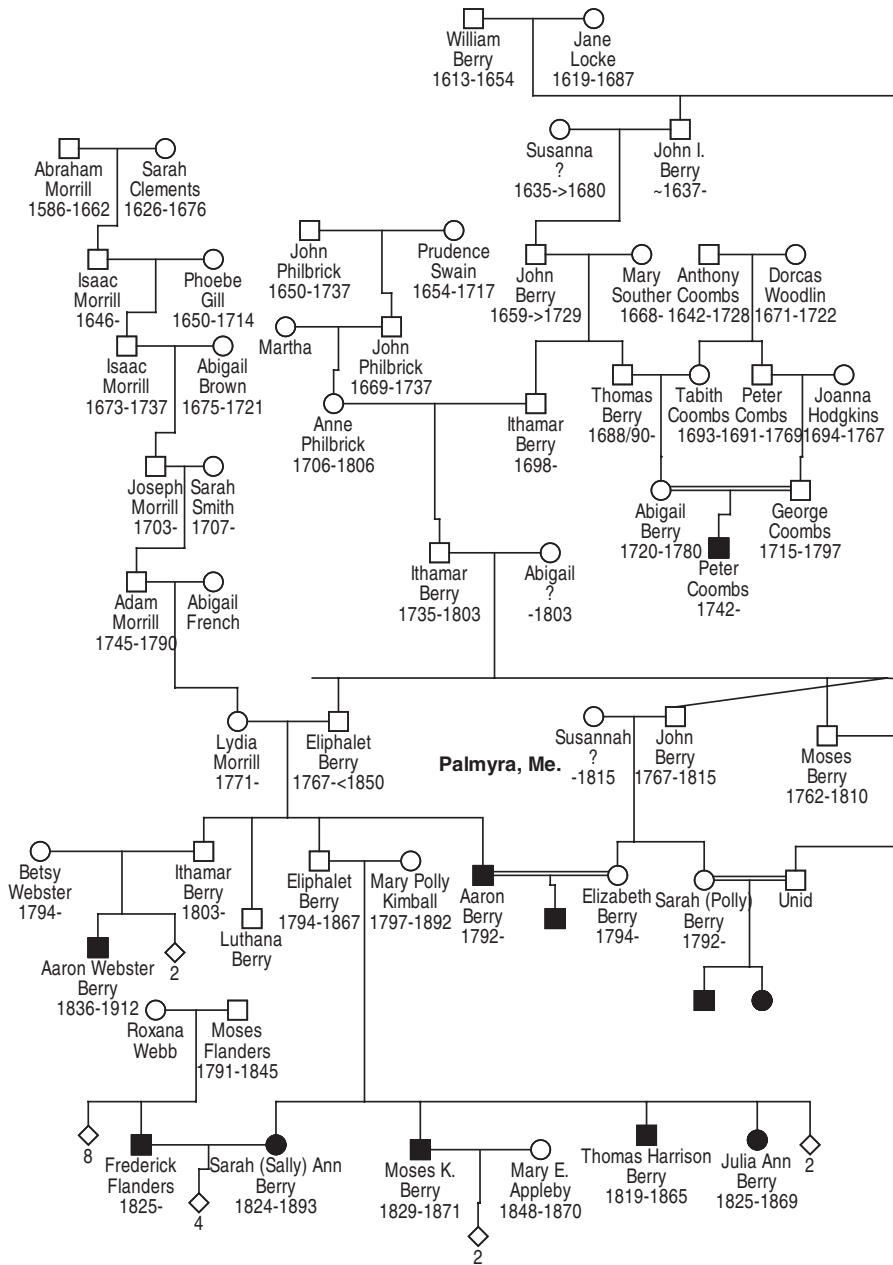 William
Berry
1613-1654
Jane
Locke
1619-1687
Susanna
?
1635->1680
John I.
Berry
~1637-
Abraham
Morrill
1586-1662
Sarah
Clements
1626-1676
Isaac
Morrill
1646-
Phoebe
Gill
1650-1714
John
Philbrick
1650-1737
Prudence
Swain
1654-1717
John
Berry
1659->1729
Mary
Souther
1668-
Anthony
Coombs
1642-1728
Dorcas
Woodlin
1671-1722
Isaac
Morrill
1673-1737
Abigail
Brown
1675-1721
Martha
John
Philbrick
1669-1737
Anne
Philbrick
1706-1806
Ithamar
Berry
1698-
Thomas
Berry
1688/90-
Tabith
Coombs
1693-
Peter
Combs
1691-1769
Joanna
Hodgkins
1694-1767
Joseph
Morrill
1703-
Sarah
Smith
1707-
Abigail
Berry
1720-1780
George
Coombs
1715-1797
Peter
Coombs
1742-
Adam
Morrill
1745-1790
Abigail
French
Ithamar
Berry
1735-1803
Abigail
?
-1803
Lydia
Morrill
1771-
Eliphalet
Berry
1767-<1850
Palmyra, Me.
Susannah
?
-1815
John
Berry
1767-1815
Moses
Berry
1762-1810
Betsy
Webster
1794-
Ithamar
Berry
1803-
Luthana
Berry
Eliphalet
Berry
1794-1867
Mary Polly
Kimball
1797-1892
Aaron
Berry
1792-
Elizabeth
Berry
1794-
Sarah (Polly)
Berry
1792-
Unid
Aaron Webster
Berry
1836-1912
2
Roxana
Webb
Moses
Flanders
1791-1845
8
Frederick
Flanders
1825-
Sarah (Sally) Ann
Berry
1824-1893
4
Moses K.
Berry
1829-1871
Mary E.
Appleby
1848-1870
2
Thomas Harrison
Berry
1819-1865
Julia Ann
Berry
1825-1869
2